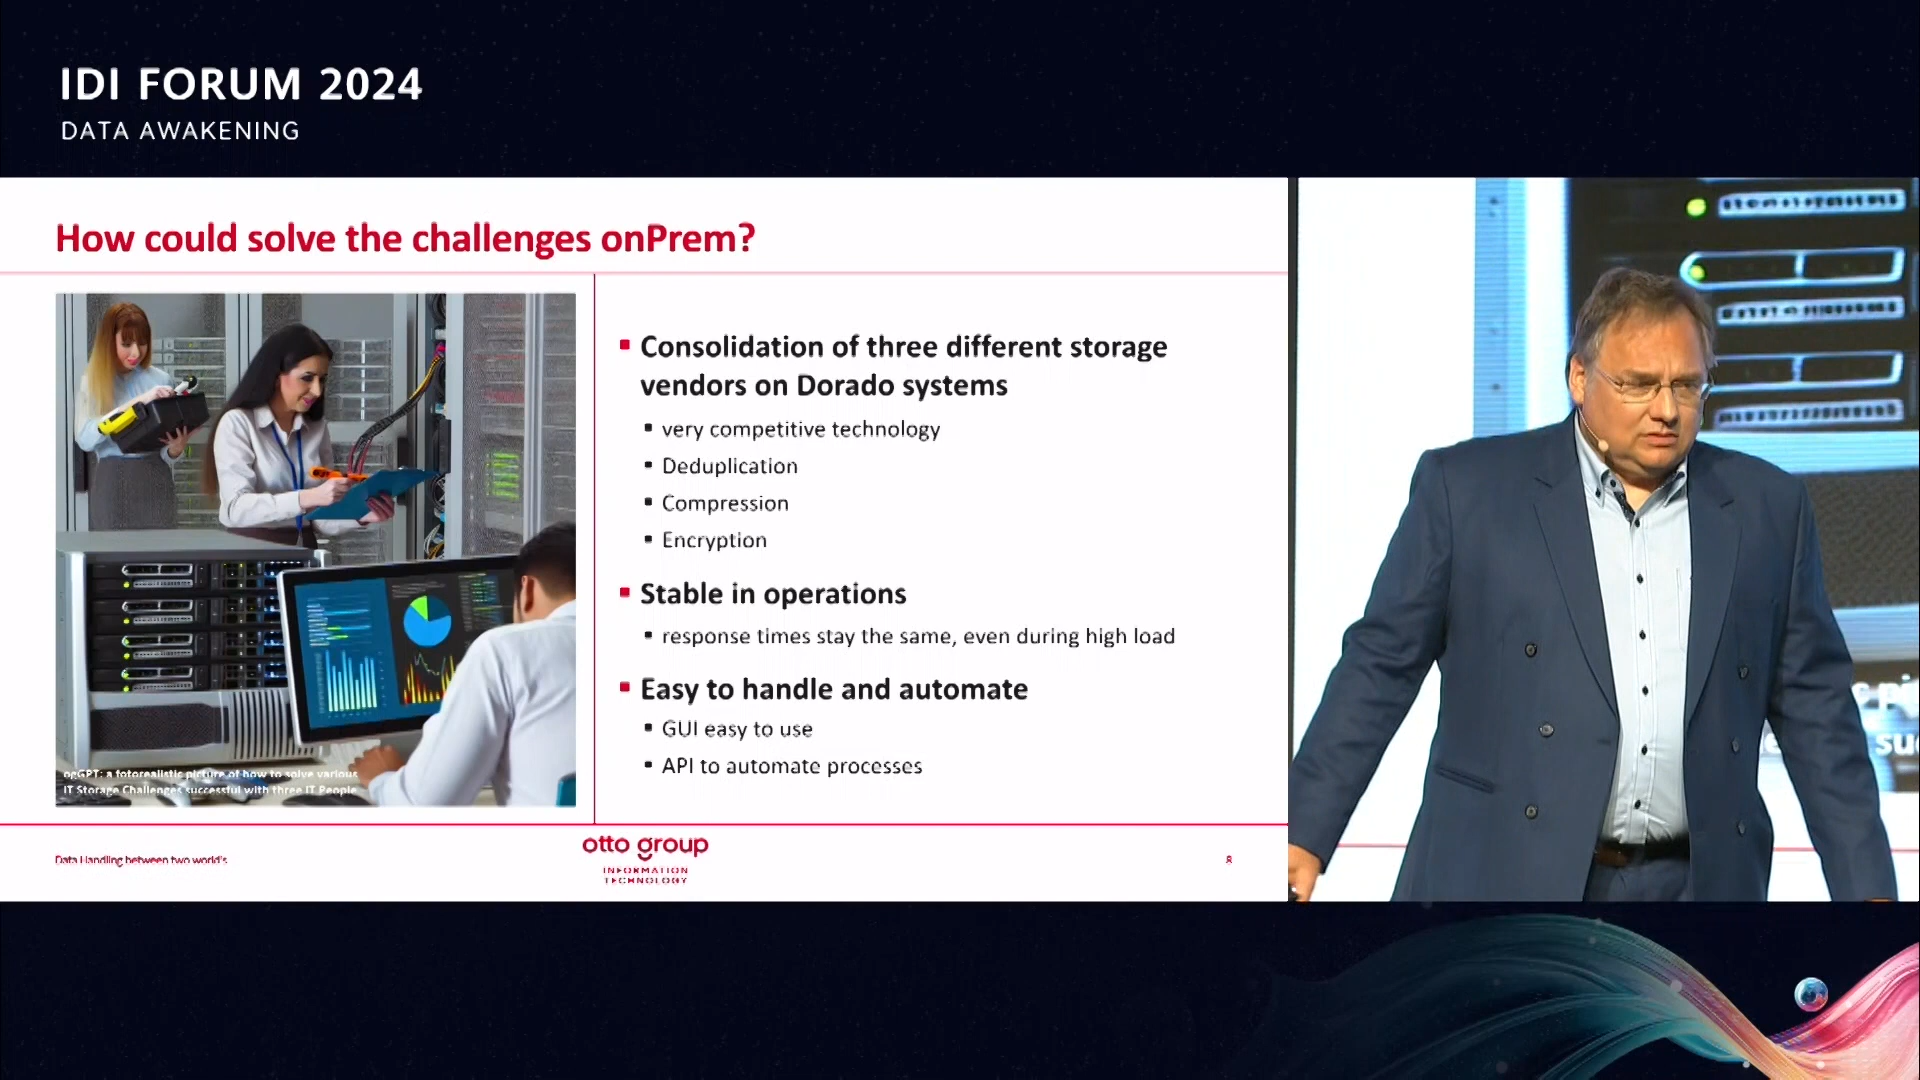 IDI FORUM 2024
DATA AWAKENING
How could solve the challenges onPrem?
Consolidation of three different storage
vendors on Dorado systems
very competitive technology
Deduplication
Compression
Encryption
Stable in operations
response times stay the same, even during high load
Easy to handle and automate
GUI easy to use
API to automate processes
ogGPT: a fotorealistic picture of how to solve various
IT Storage Challenges successful with three IT People
Data Handling between two world's
otto group
INFORMATION
TECHNOLOGY
8